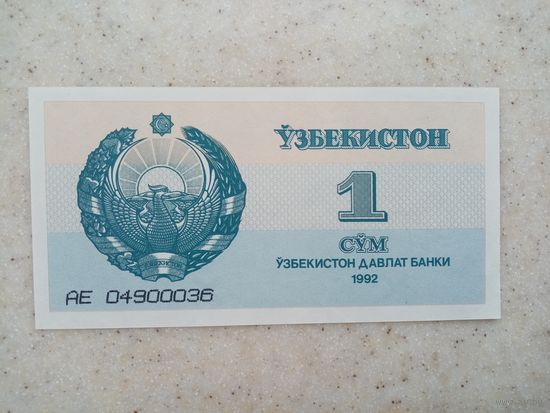 ЎЗБЕКИСТОН
1
СЎМ
ЎЗБЕКИСТОН ДАВЛАТ БАНКИ
1992
АЕ 04900036